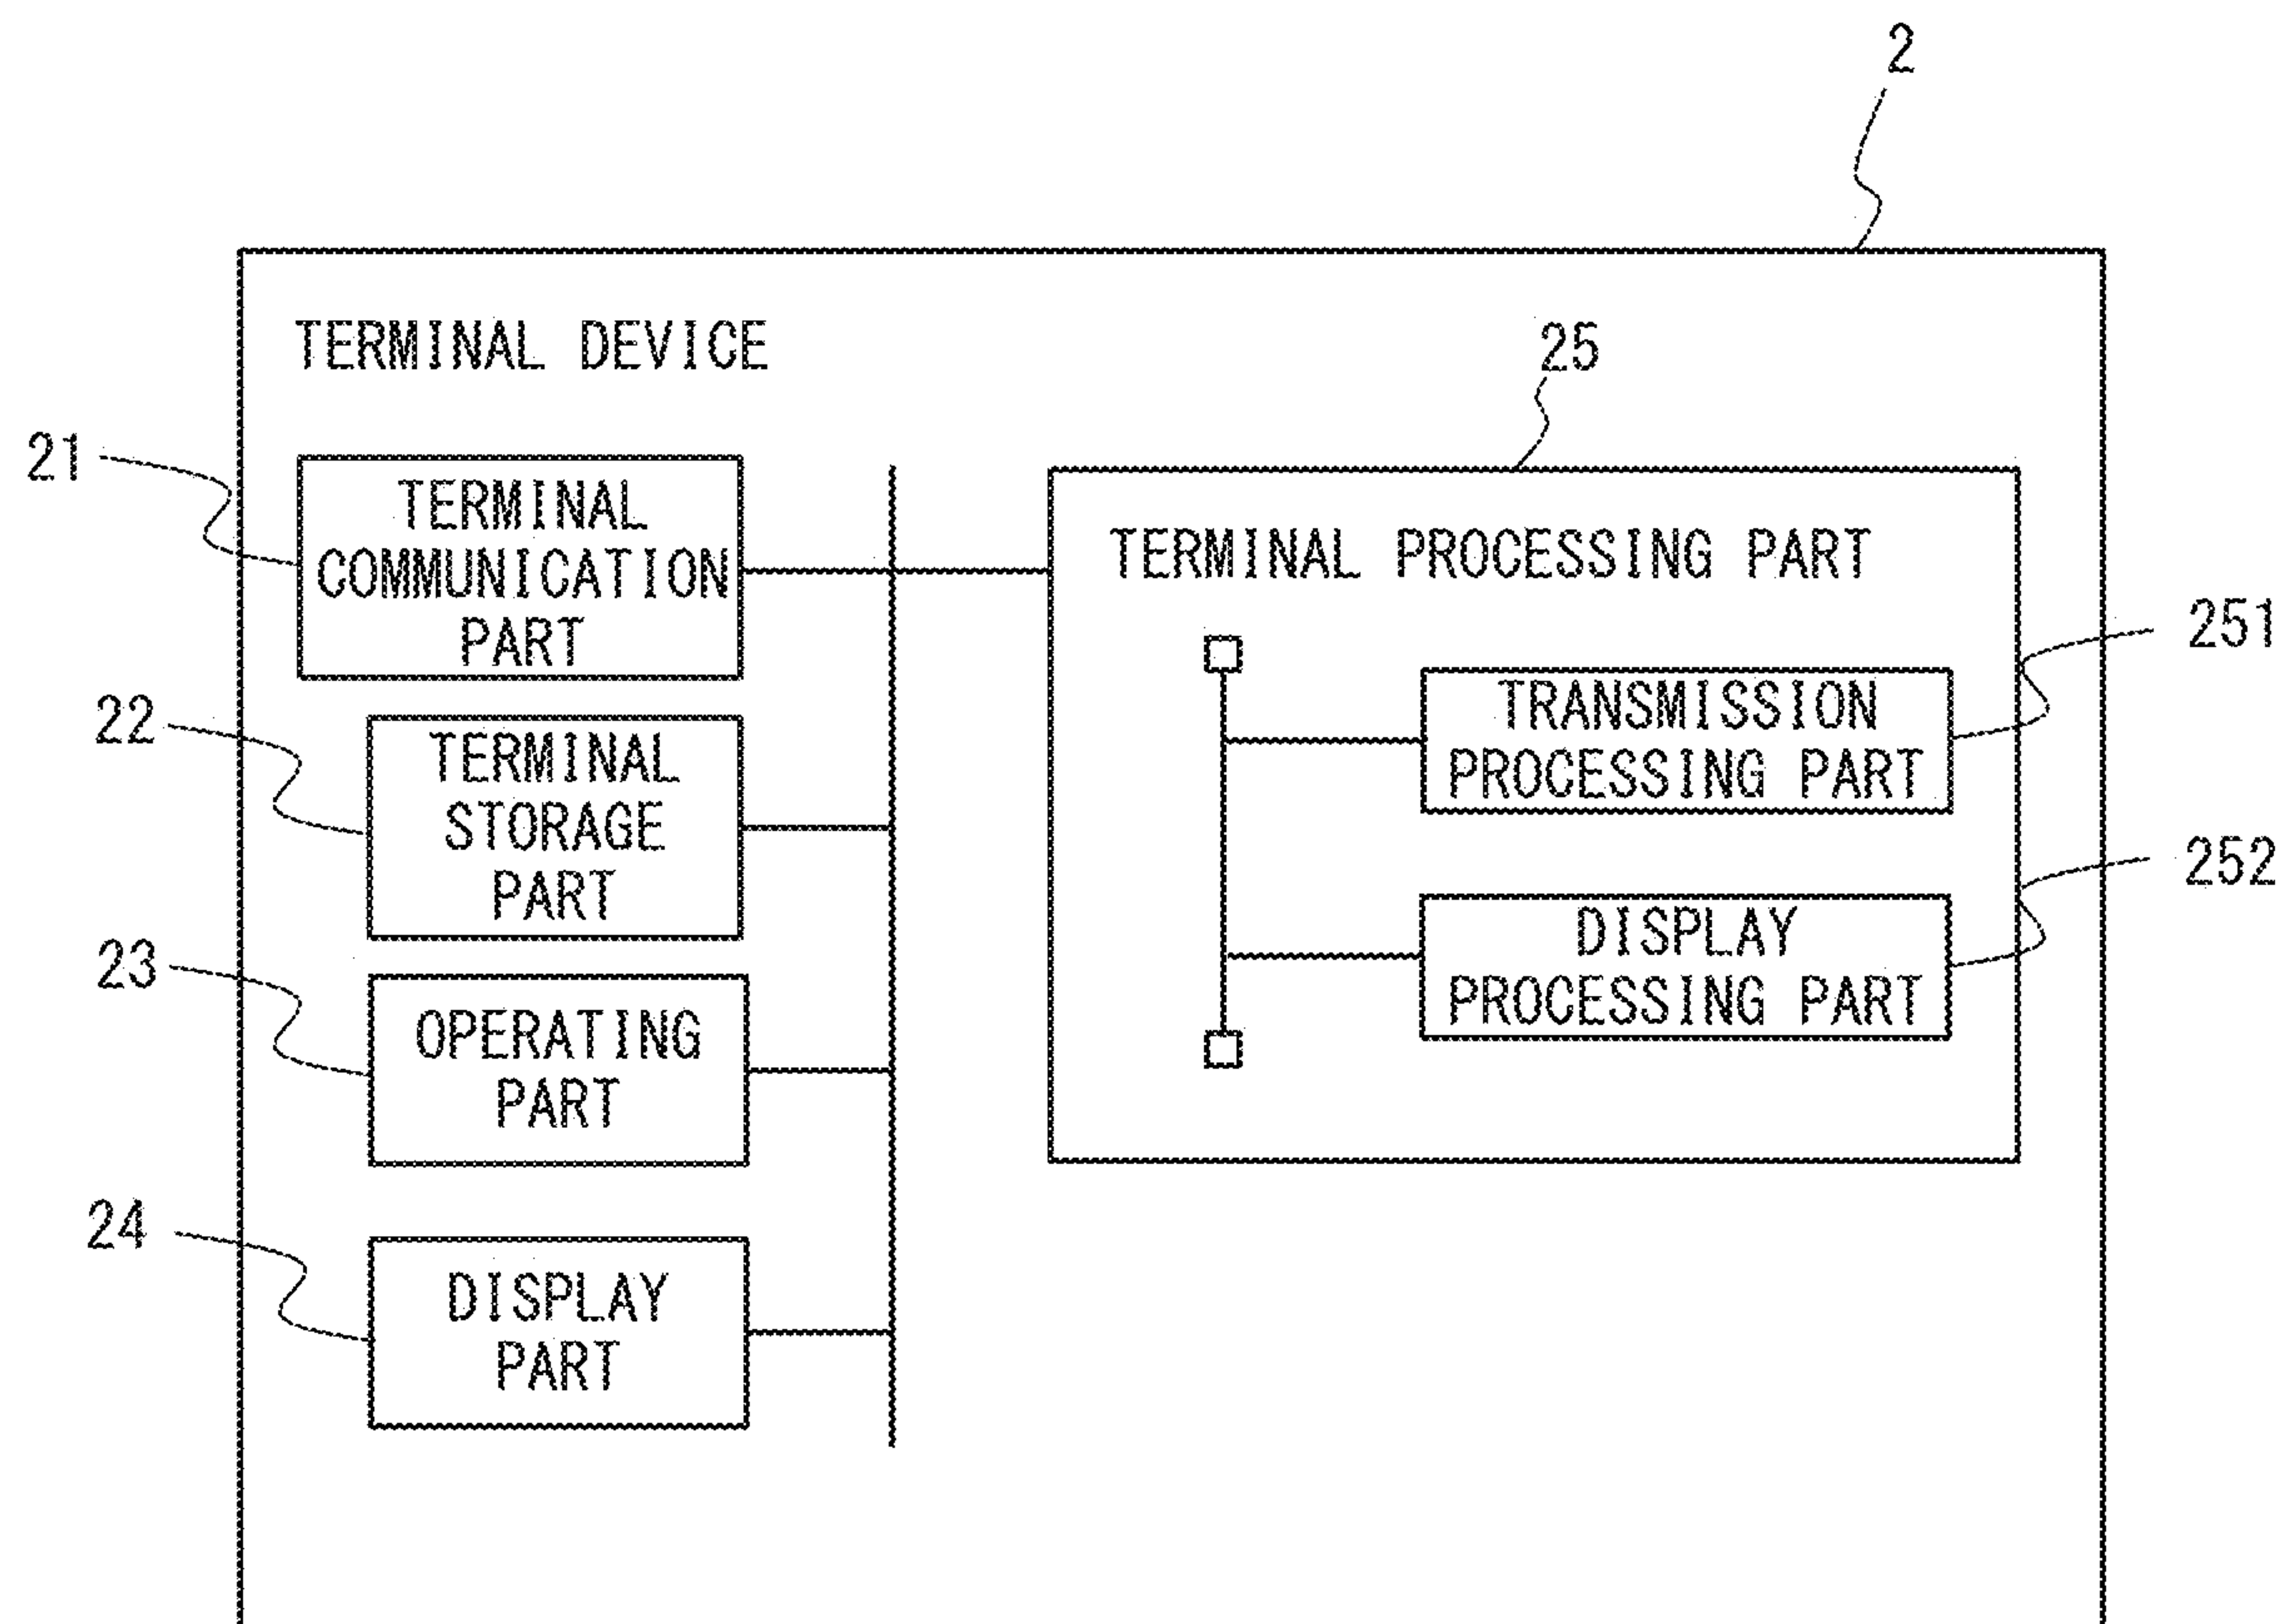 2
TERMINAL DEVICE
25
21
TERMINAL
COMMUNICATION
PART
TERMINAL PROCESSING PART
251
TRANSMISSION
PROCESSING PART
22
TERMINAL
STORAGE
PART
252
DISPLAY
PROCESSING PART
23
OPERATING
PART
24
DISPLAY
PART